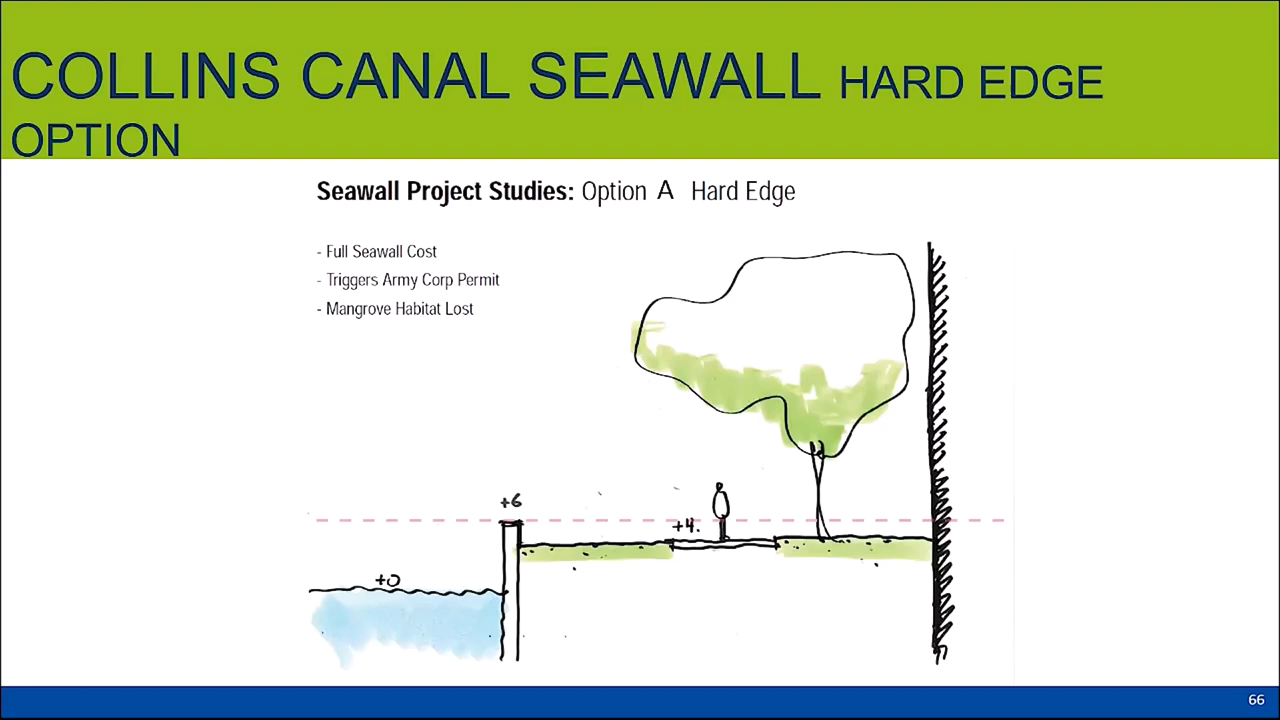 COLLINS CANAL SEAWALL HARD EDGE
OPTION
Seawall Project Studies: Option A Hard Edge
- Full Seawall Cost
- Triggers Army Corp Permit
- Mangrove Habitat Lost
+6
+4.
+0
66